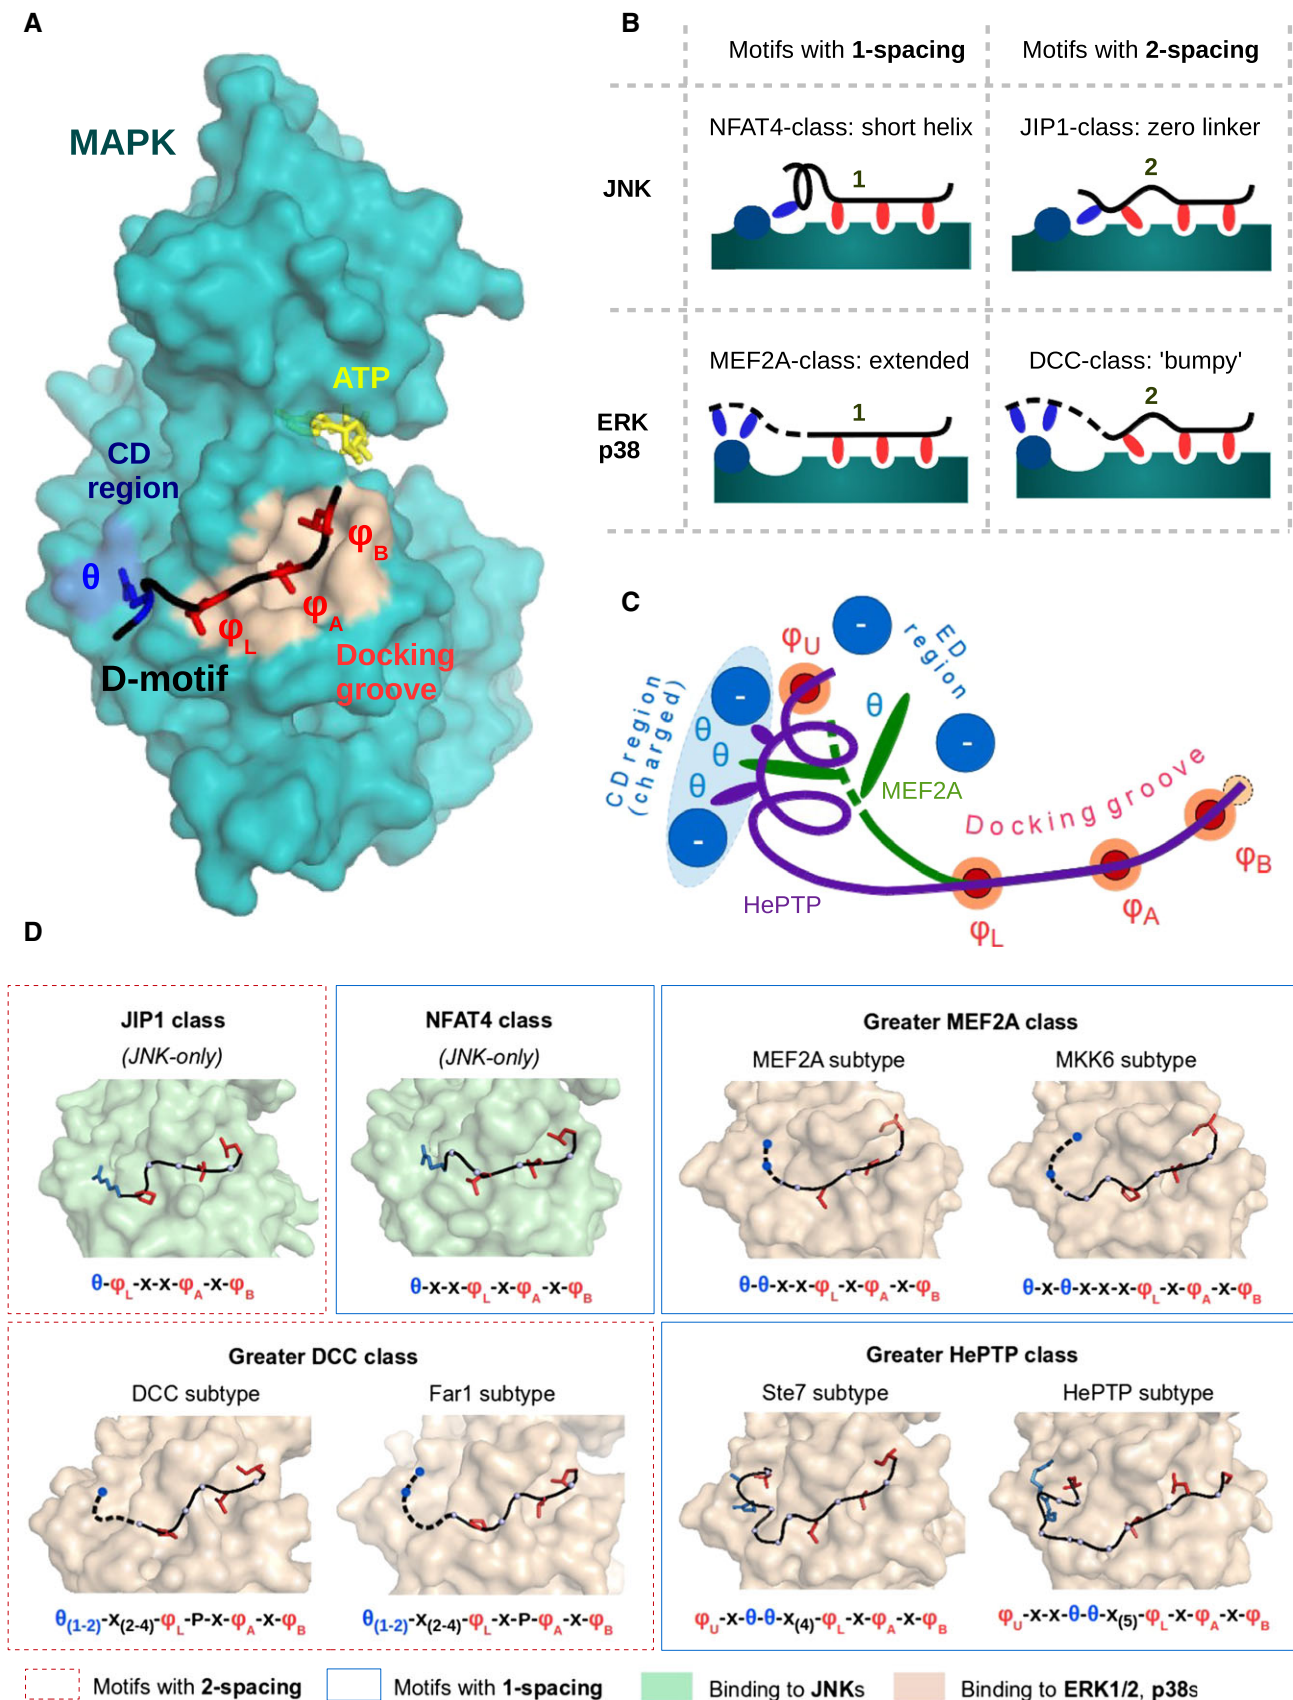 A
MAPK
ATP
CD
region
θ
φB
φA
φL
D-motif
Docking
groove
B
Motifs with 1-spacing
Motifs with 2-spacing
JNK
NFAT4-class: short helix
1
JIP1-class: zero linker
2
ERK
p38
MEF2A-class: extended
1
DCC-class: 'bumpy'
2
C
φU
-
ED
region
CD region
(charged)
-
θ
θ
θ
-
θ
-
MEF2A
Docking groove
HePTP
φL
φA
φB
D
JIP1 class
(JNK-only)
θ-φL-x-x-φA-x-φB
NFAT4 class
(JNK-only)
θ-x-x-φL-x-φA-x-φB
Greater MEF2A class
MEF2A subtype
MKK6 subtype
θ-θ-x-x-φL-x-φA-x-φB
θ-x-θ-x-x-x-φL-x-φA-x-φB
Greater DCC class
DCC subtype
Far1 subtype
θ(1-2)-x(2-4)-φL-P-x-φA-x-φB
θ(1-2)-x(2-4)-φL-x-P-φA-x-φB
Greater HePTP class
Ste7 subtype
HePTP subtype
φU-x-θ-θ-x(4)-φL-x-φA-x-φB
φU-x-x-θ-θ-x(5)-φL-x-φA-x-φB
Motifs with 2-spacing
Motifs with 1-spacing
Binding to JNKs
Binding to ERK1/2, p38s